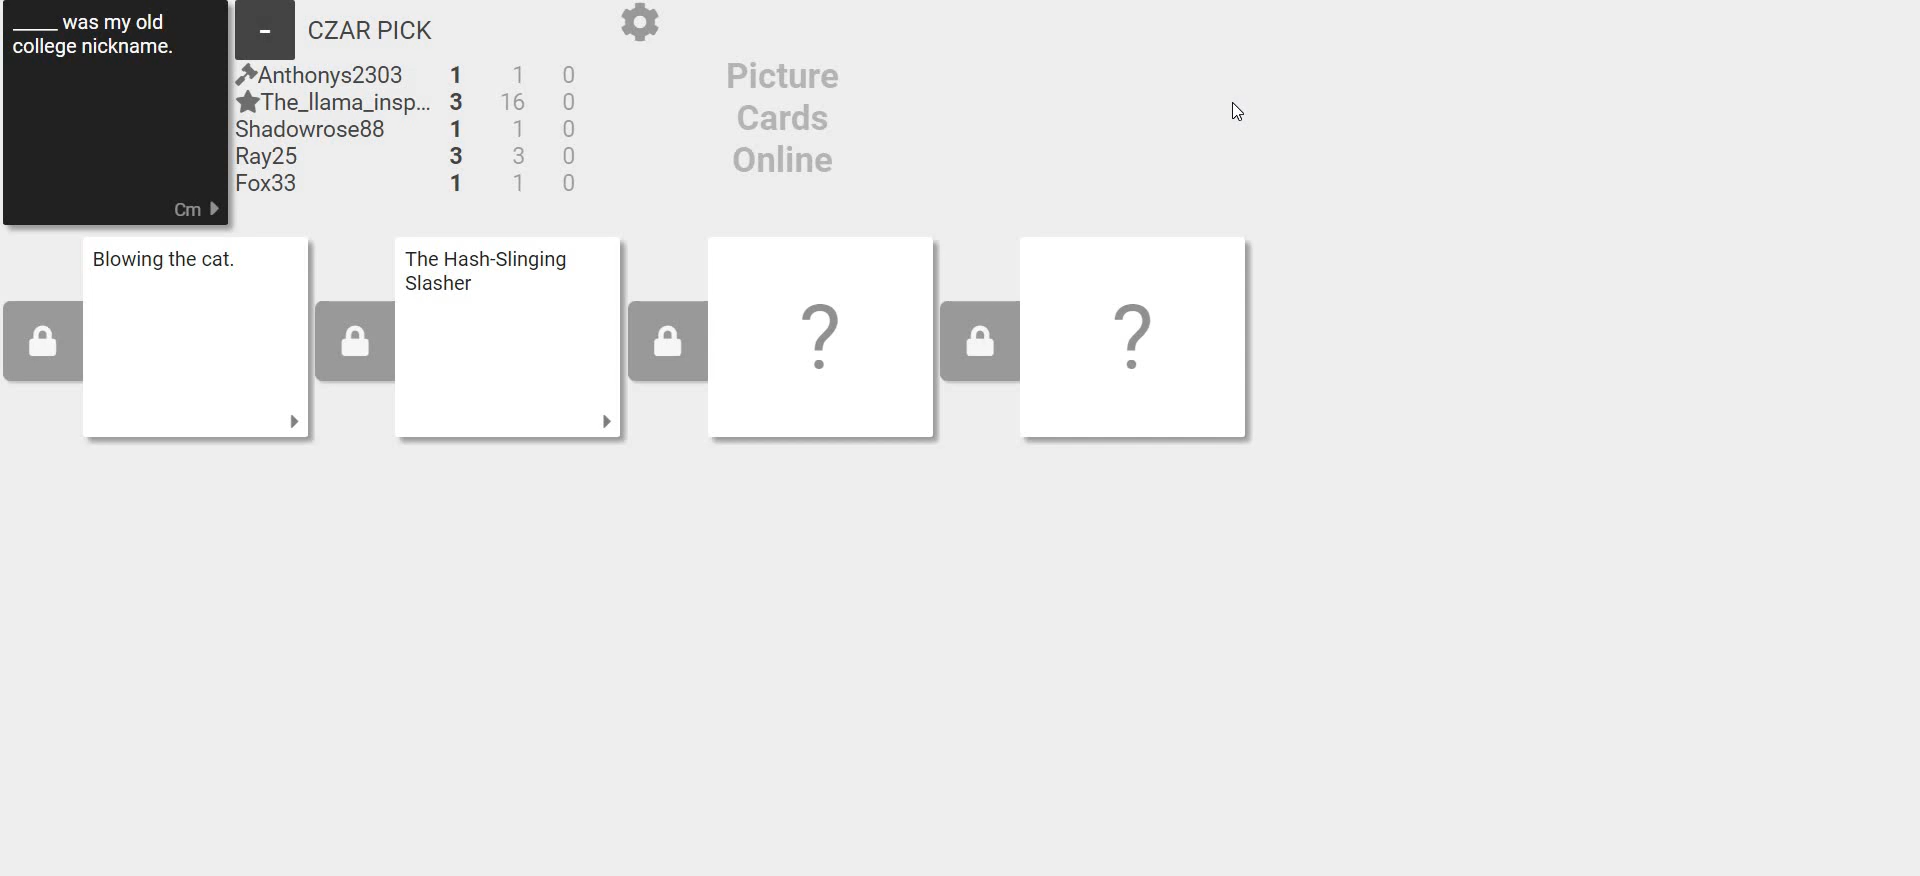 _____ was my old
college nickname.
Cm
-
CZAR PICK
Anthonys2303 1 1 0
The_llama_insp... 3 16 0
Shadowrose88 1 1 0
Ray25 3 3 0
Fox33 1 1 0
Picture
Cards
Online
Blowing the cat.
The Hash-Slinging
Slasher
?
?